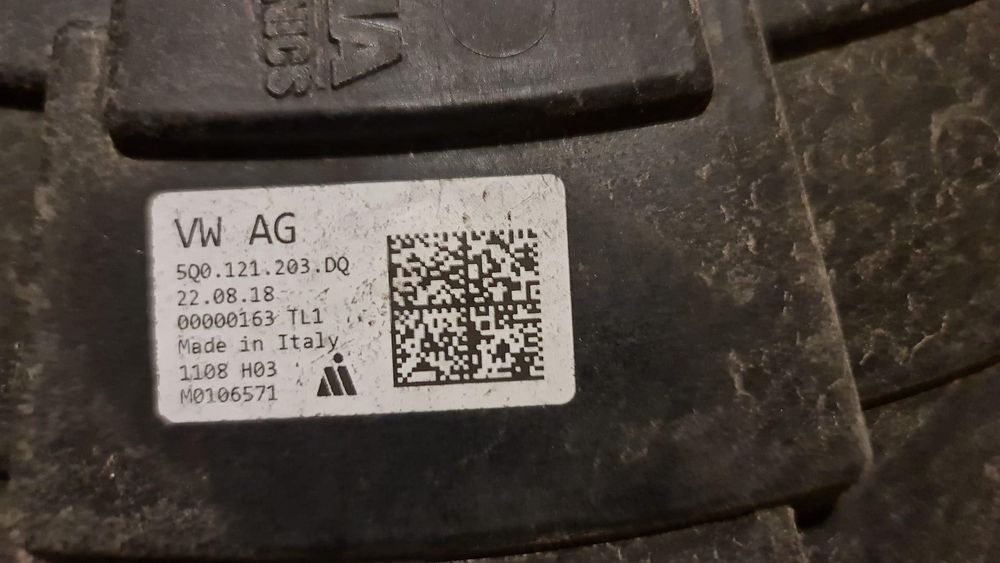 VW AG
5Q0.121.203.DQ
22.08.18
00000163 TL1
Made in Italy
1108 H03
M0106571